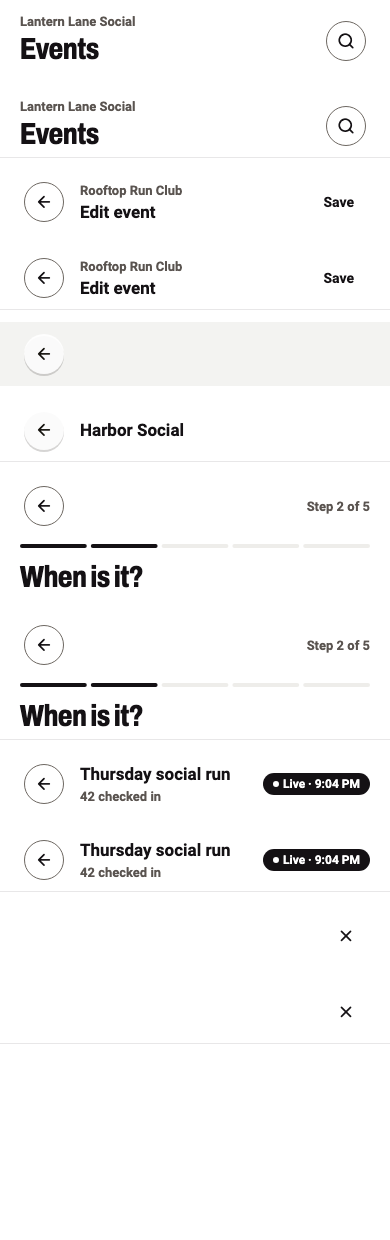 Lantern Lane Social
Events
Lantern Lane Social
Events
Rooftop Run Club
Edit event
Save
Rooftop Run Club
Edit event
Save
Harbor Social
Step 2 of 5
When is it?
Step 2 of 5
When is it?
Thursday social run
42 checked in
Live · 9:04 PM
Thursday social run
42 checked in
Live · 9:04 PM